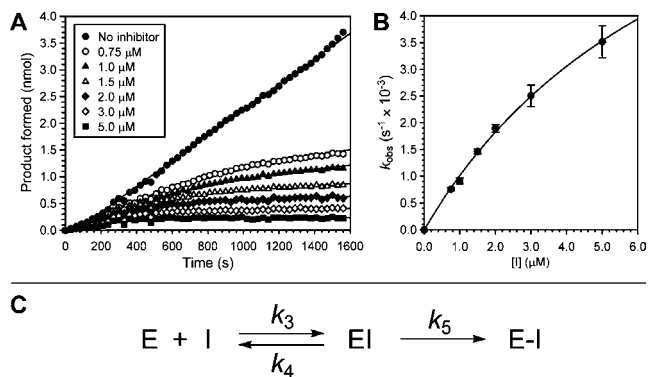 A
B
● No inhibitor
○ 0.75 μM
▲ 1.0 μM
△ 1.5 μM
◆ 2.0 μM
◇ 3.0 μM
■ 5.0 μM
Product formed (nmol)
4.0
3.5
3.0
2.5
2.0
1.5
1.0
0.5
0.0
0 200 400 600 800 1000 1200 1400 1600
Time (s)
k_obs (s⁻¹ × 10⁻³)
4.0
3.5
3.0
2.5
2.0
1.5
1.0
0.5
0.0
0.0 1.0 2.0 3.0 4.0 5.0 6.0
[I] (μM)
C
E + I k₃ k₄ EI k₅ E-I